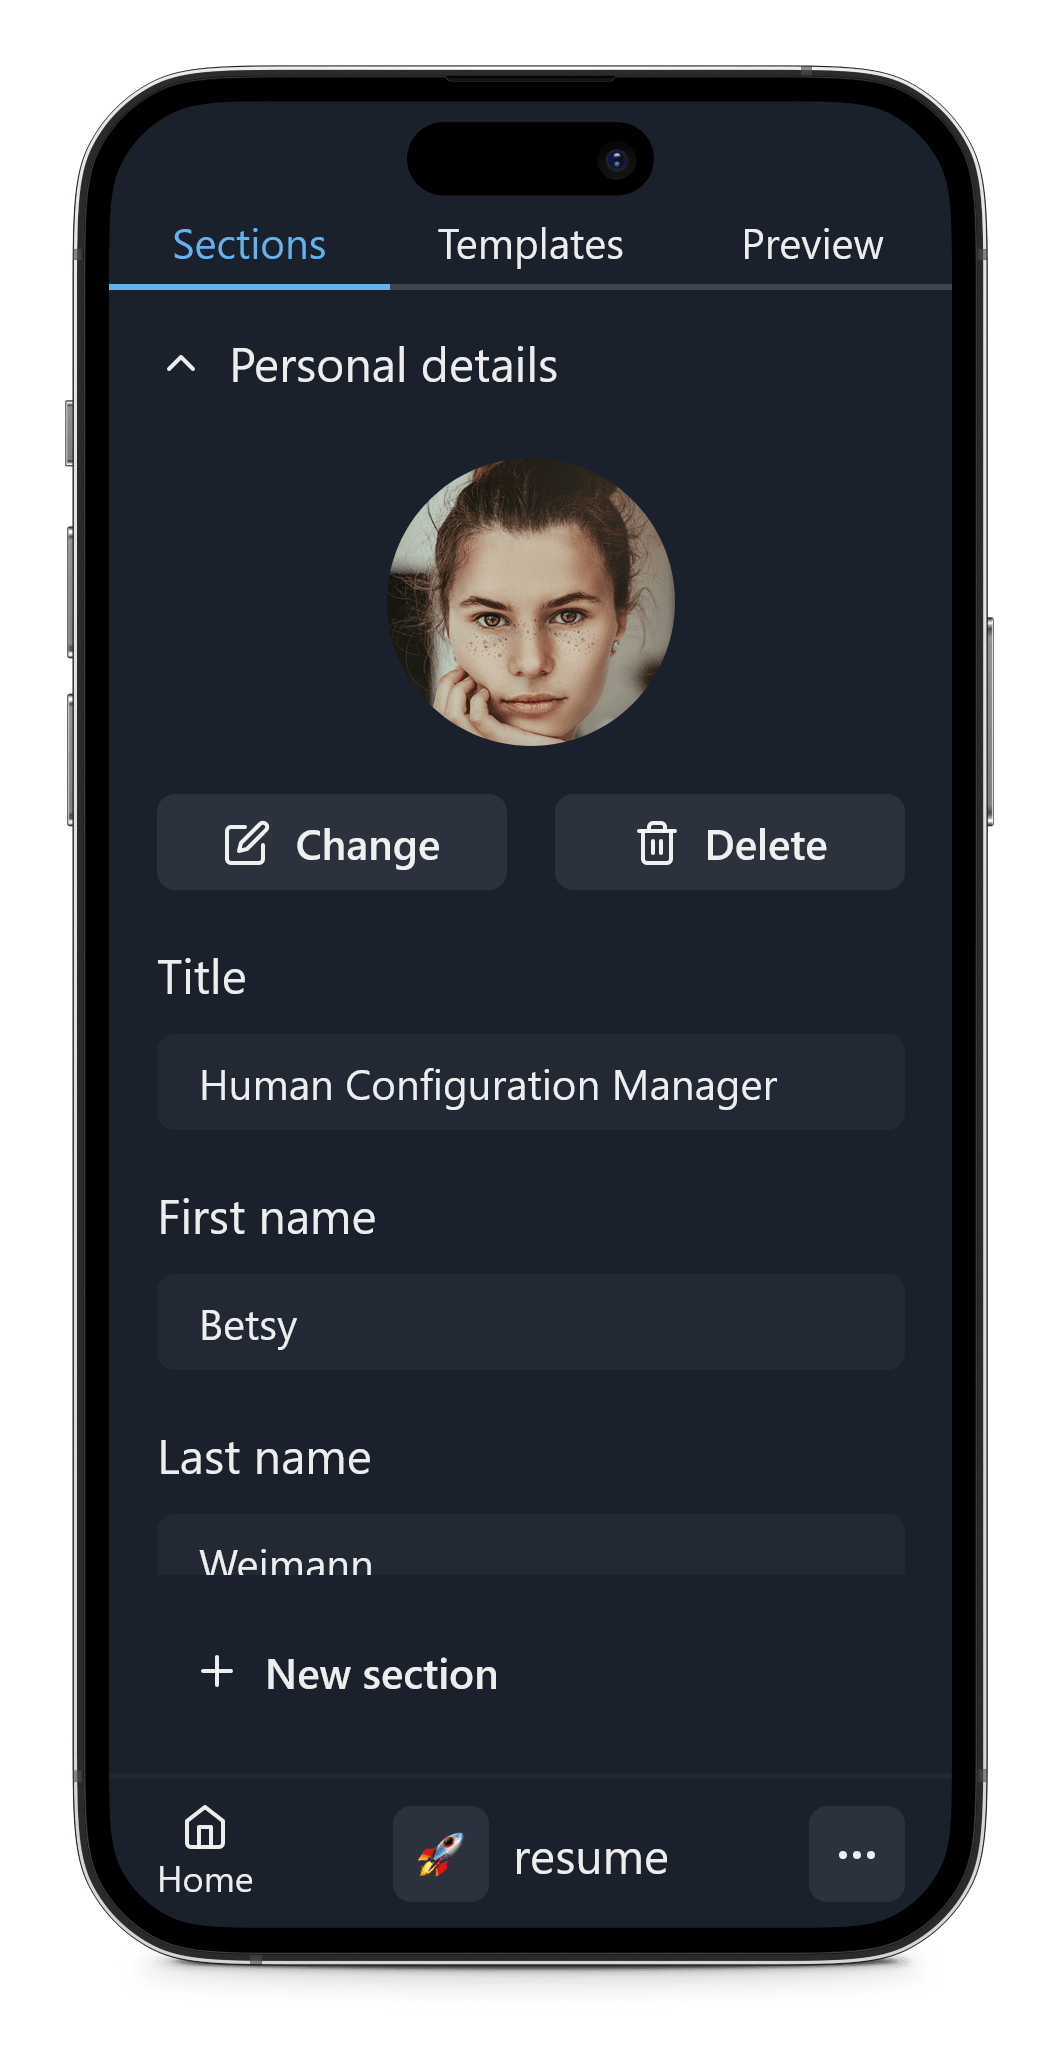 Sections Templates Preview
Personal details
Change Delete
Title
Human Configuration Manager
First name
Betsy
Last name
Weimann
New section
Home resume